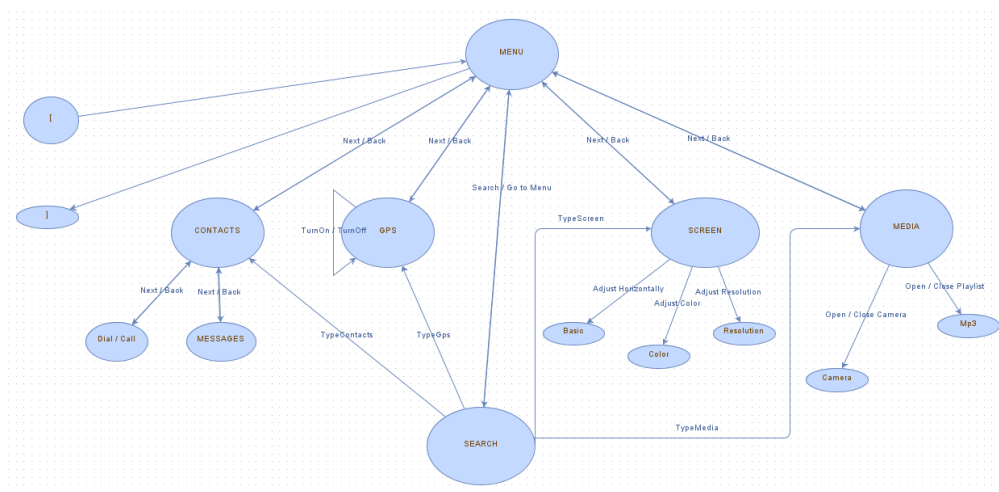 MENU
[
Next / Back
Next / Back
Next / Back
Next / Back
Search / Go to Menu
]
TypeScreen
CONTACTS
TurnOn / TurnOff
GPS
SCREEN
MEDIA
Next / Back
Next / Back
Adjust Horizontally
Adjust Resolution
Adjust Color
Open / Close Playlist
Open / Close Camera
Dial / Call
MESSAGES
TypeContacts
TypeGps
Basic
Color
Resolution
Mp3
Camera
TypeMedia
SEARCH